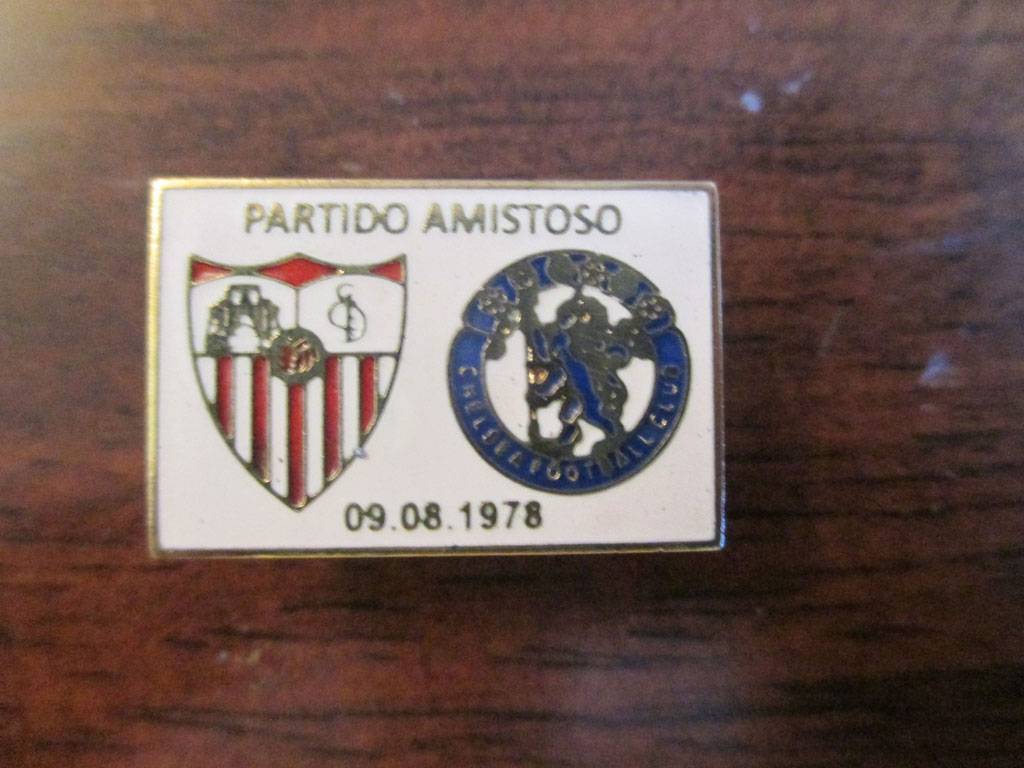 PARTIDO AMISTOSO
CHELSEA FOOTBALL CLUB
09.08.1978